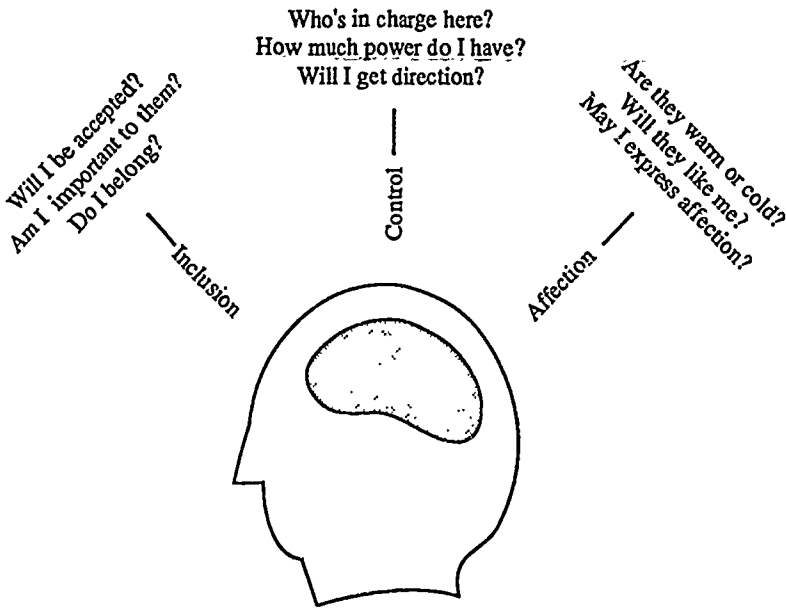 Who's in charge here?
How much power do I have?
Will I get direction?
Will I be accepted?
Am I important to them?
Do I belong?
Are they warm or cold?
Will they like me?
May I express affection?
Inclusion
Control
Affection